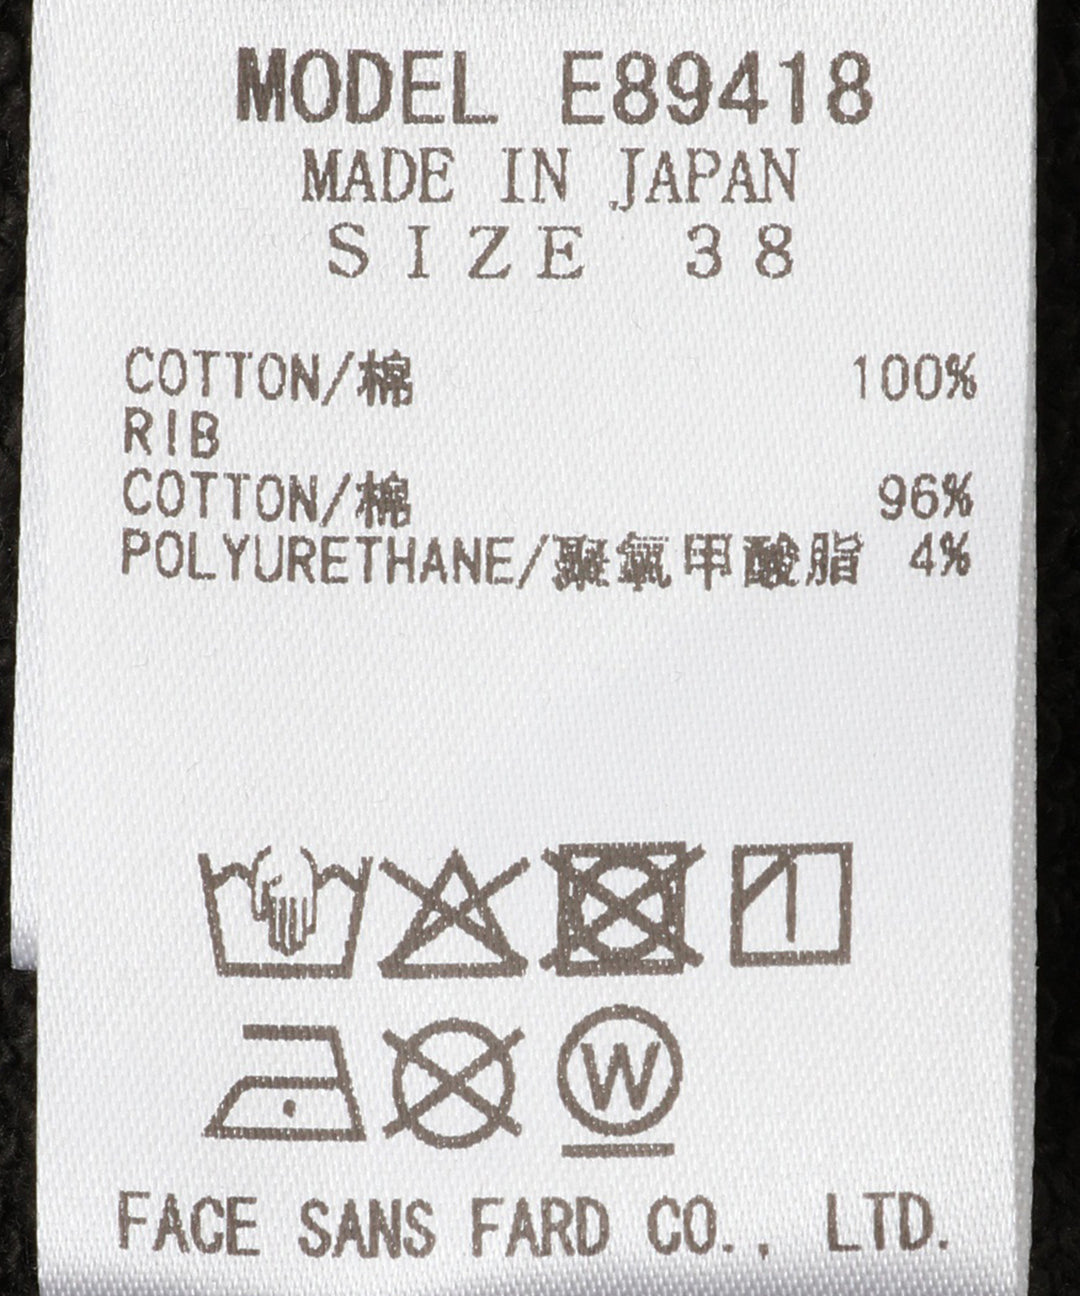 MODEL E89418
MADE IN JAPAN
SIZE 38
COTTON/棉 100%
RIB
COTTON/棉 96%
POLYURETHANE/聚氨甲酸脂 4%
W
FACE SANS FARD CO., LTD.